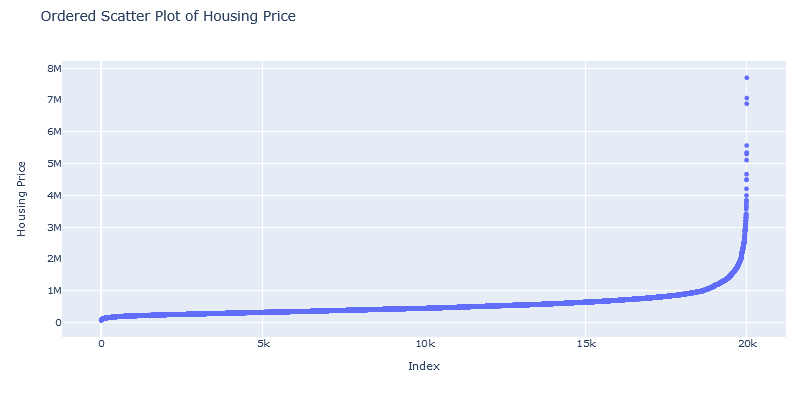 Ordered Scatter Plot of Housing Price
8M
7M
6M
5M
4M
3M
2M
1M
0
Housing Price
0 5k 10k 15k 20k
Index